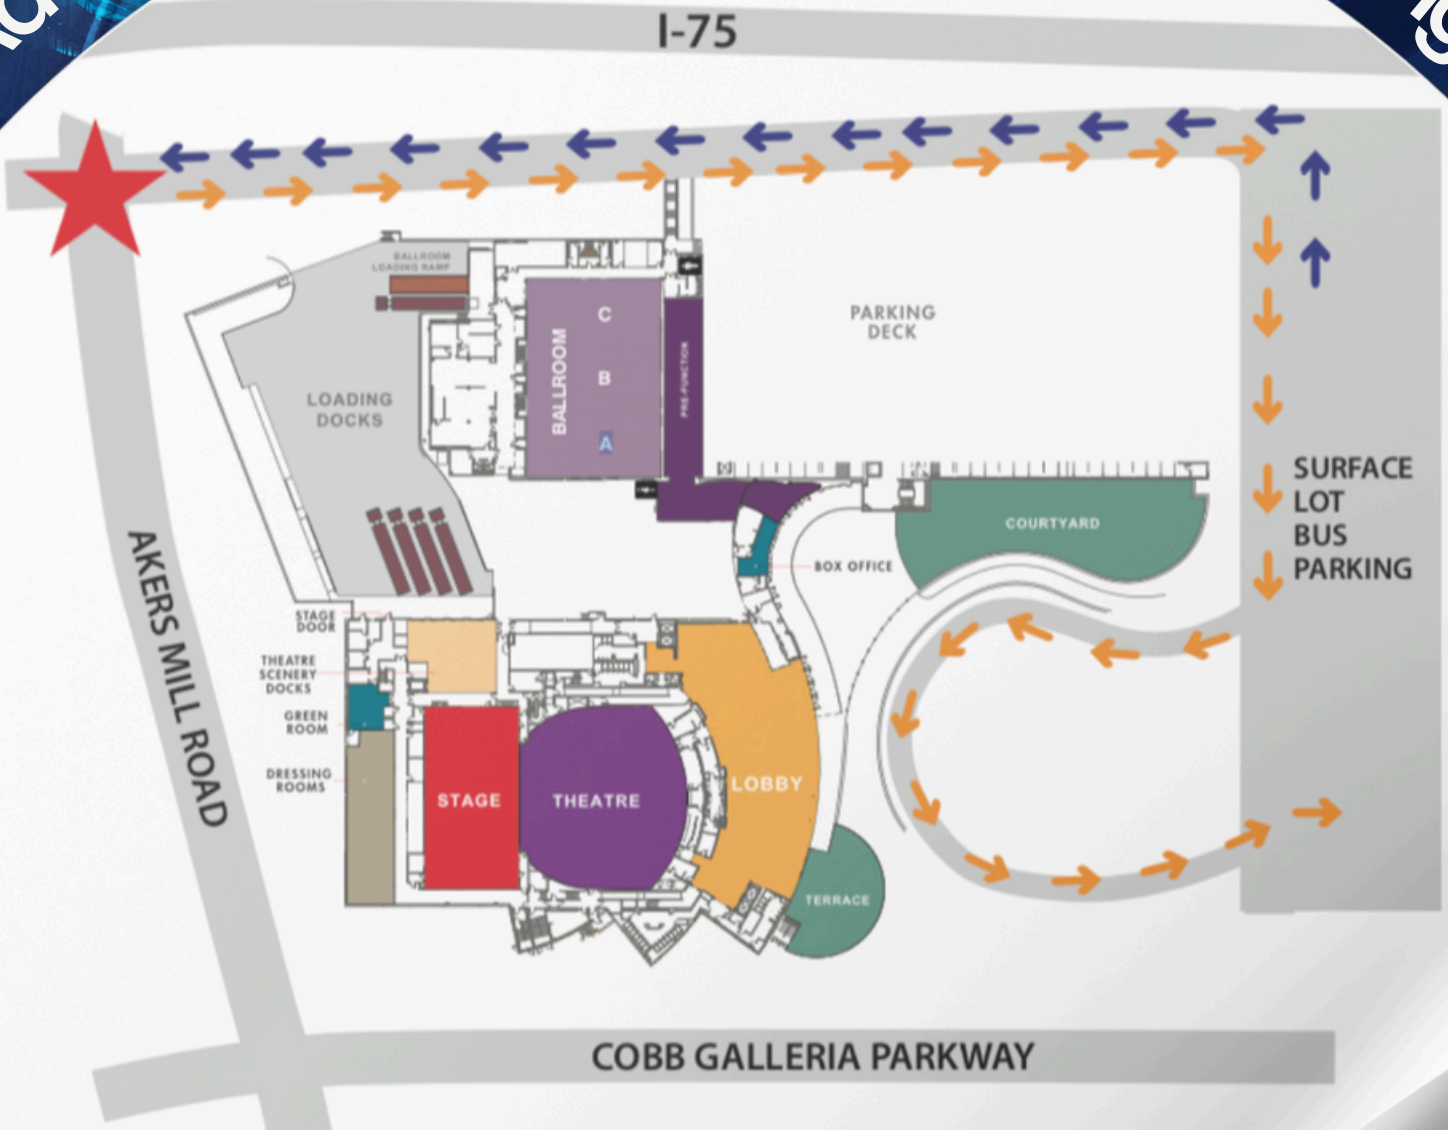 I-75
BALLROOM
LOADING RAMP
C
B
A
BALLROOM
PRE-FUNCTION
PARKING
DECK
LOADING
DOCKS
SURFACE
LOT
BUS
PARKING
COURTYARD
BOX OFFICE
AKERS MILL ROAD
STAGE
DOOR
THEATRE
SCENERY
DOCKS
GREEN
ROOM
DRESSING
ROOMS
STAGE
THEATRE
LOBBY
TERRACE
COBB GALLERIA PARKWAY